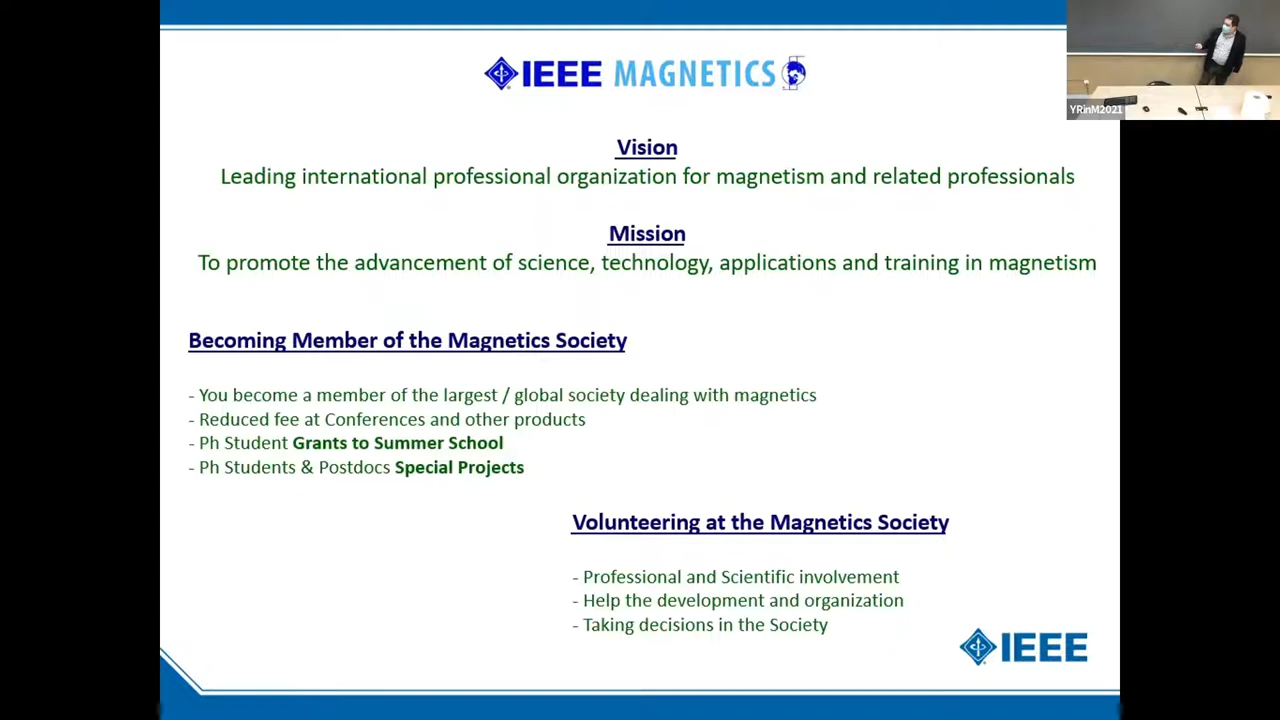 IEEE MAGNETICS
YRinM2021
Vision
Leading international professional organization for magnetism and related professionals
Mission
To promote the advancement of science, technology, applications and training in magnetism
Becoming Member of the Magnetics Society
- You become a member of the largest / global society dealing with magnetics
- Reduced fee at Conferences and other products
- Ph Student Grants to Summer School
- Ph Students & Postdocs Special Projects
Volunteering at the Magnetics Society
- Professional and Scientific involvement
- Help the development and organization
- Taking decisions in the Society
IEEE